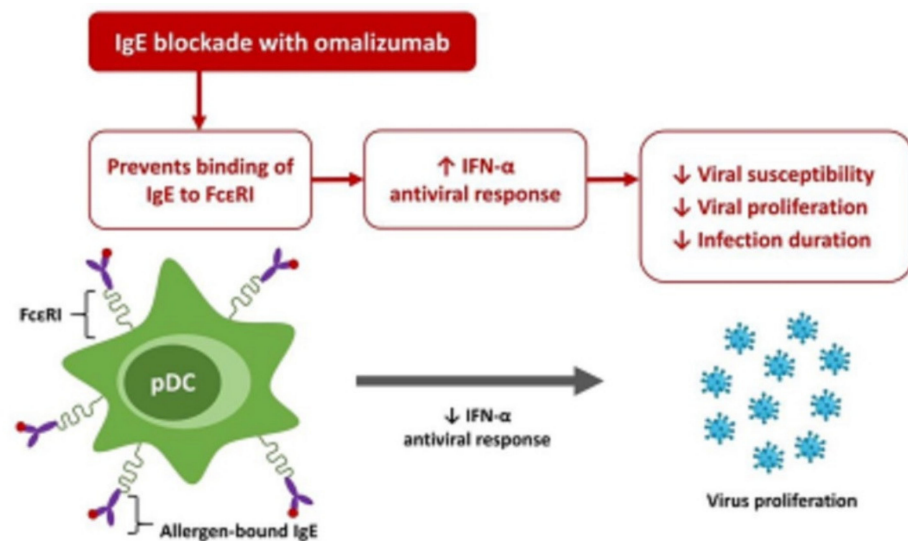 IgE blockade with omalizumab
Prevents binding of
IgE to FcεRI
↑ IFN-α
antiviral response
↓ Viral susceptibility
↓ Viral proliferation
↓ Infection duration
FcεRI
pDC
↓ IFN-α
antiviral response
Virus proliferation
Allergen-bound IgE